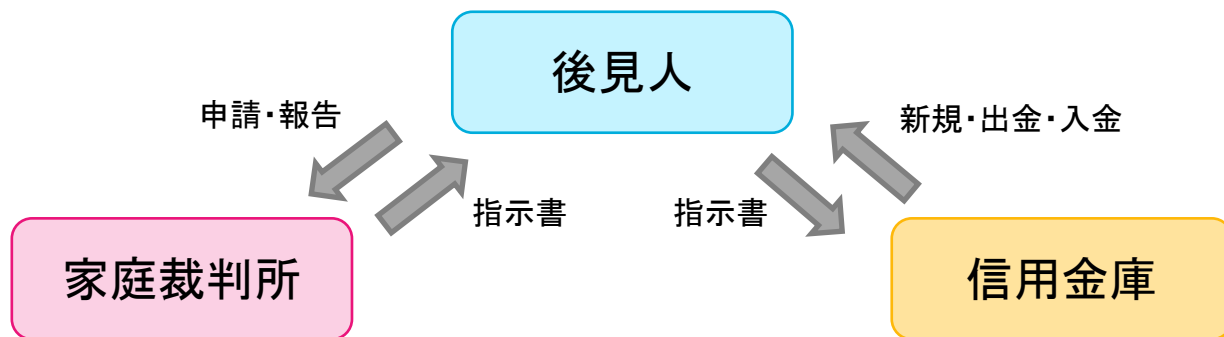 後見人
申請・報告
新規・出金・入金
指示書
指示書
家庭裁判所
信用金庫